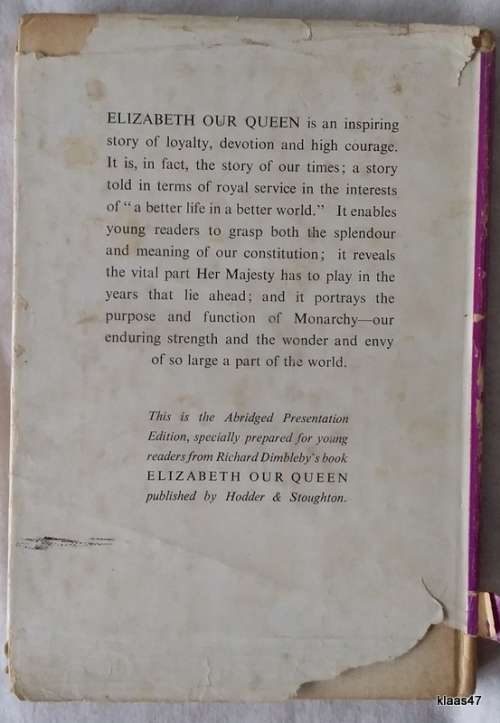 ELIZABETH OUR QUEEN is an inspiring
story of loyalty, devotion and high courage.
It is, in fact, the story of our times; a story
told in terms of royal service in the interests
of "a better life in a better world." It enables
young readers to grasp both the splendour
and meaning of our constitution; it reveals
the vital part Her Majesty has to play in the
years that lie ahead; and it portrays the
purpose and function of Monarchy—our
enduring strength and the wonder and envy
of so large a part of the world.
This is the Abridged Presentation
Edition, specially prepared for young
readers from Richard Dimbleby's book
ELIZABETH OUR QUEEN
published by Hodder & Stoughton.
klaas47